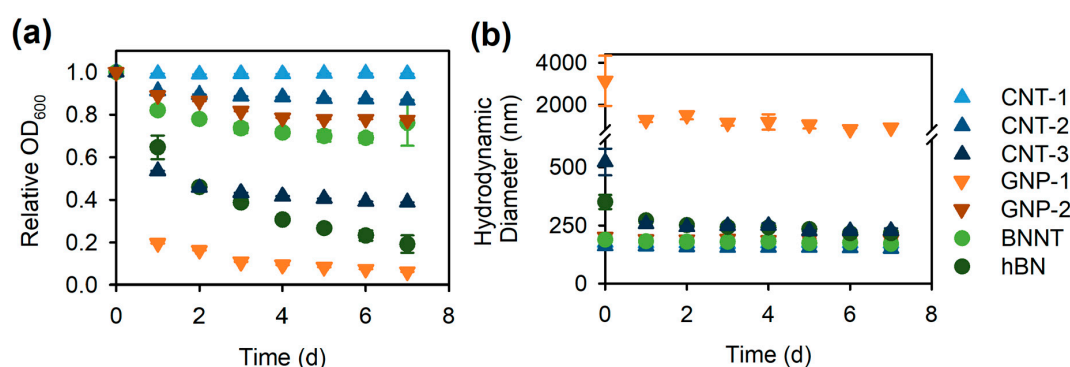 (a)
Relative OD600
1.0
0.8
0.6
0.4
0.2
0.0
0 2 4 6 8
Time (d)
(b)
Hydrodynamic
Diameter (nm)
4000
2000
500
250
0
0 2 4 6 8
Time (d)
CNT-1
CNT-2
CNT-3
GNP-1
GNP-2
BNNT
hBN